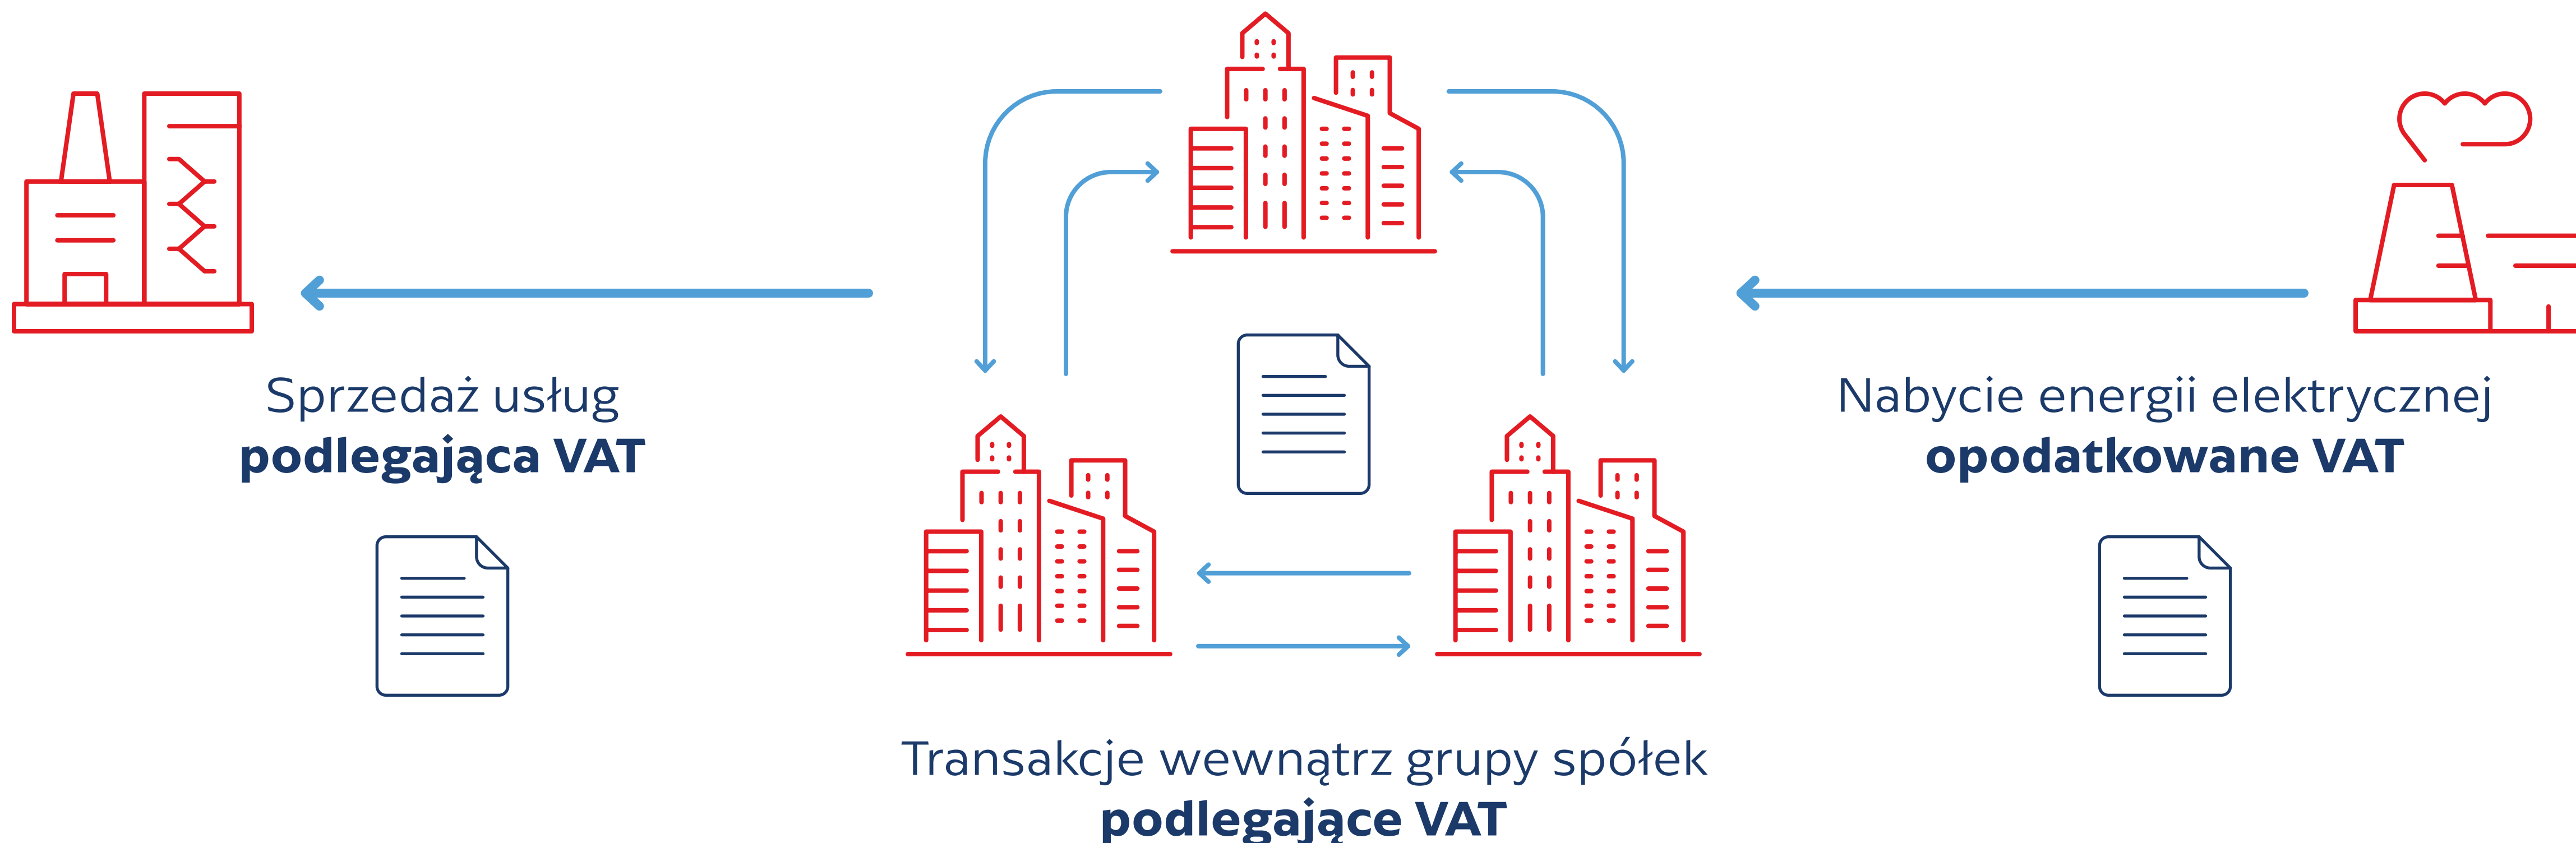 Sprzedaż usług
podlegająca VAT
Nabycie energii elektrycznej
opodatkowane VAT
Transakcje wewnątrz grupy spółek
podlegające VAT